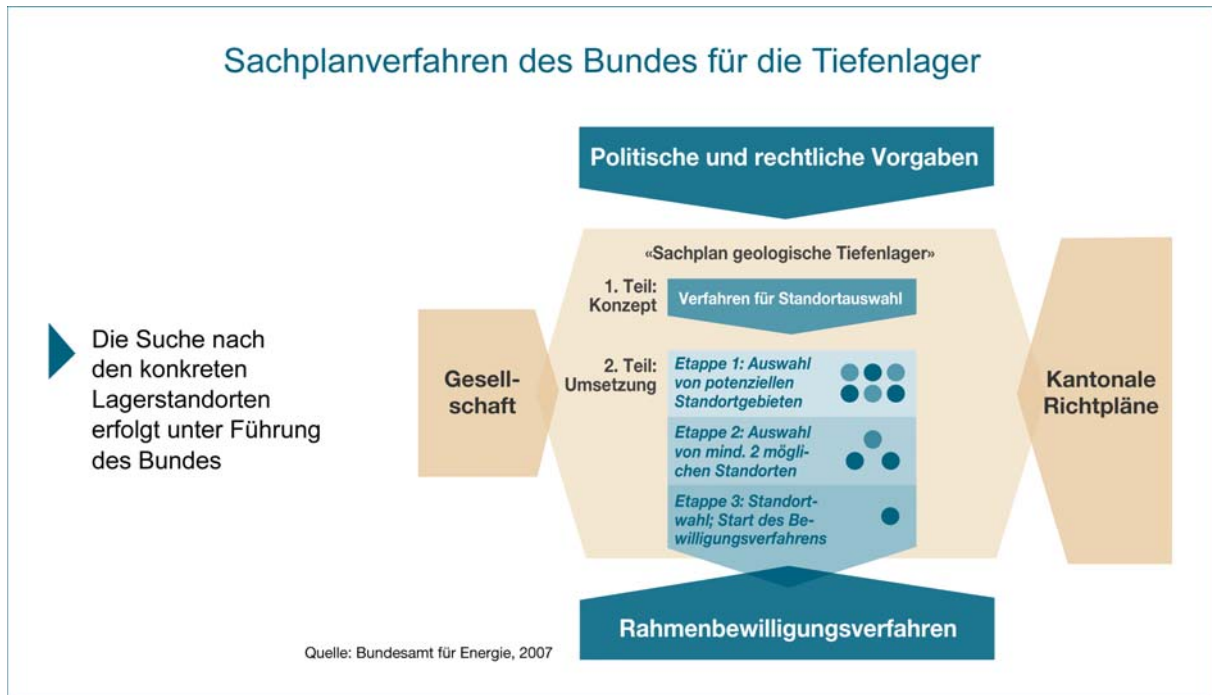 Sachplanverfahren des Bundes für die Tiefenlager
Politische und rechtliche Vorgaben
«Sachplan geologische Tiefenlager»
1. Teil:
Konzept
Verfahren für Standortauswahl
Die Suche nach
den konkreten
Lagerstandorten
erfolgt unter Führung
des Bundes
Gesell-
schaft
2. Teil:
Umsetzung
Etappe 1: Auswahl
von potenziellen
Standortgebieten
Etappe 2: Auswahl
von mind. 2 mögli-
chen Standorten
Etappe 3: Standort-
wahl; Start des Be-
willigungsverfahrens
Kantonale
Richtpläne
Rahmenbewilligungsverfahren
Quelle: Bundesamt für Energie, 2007